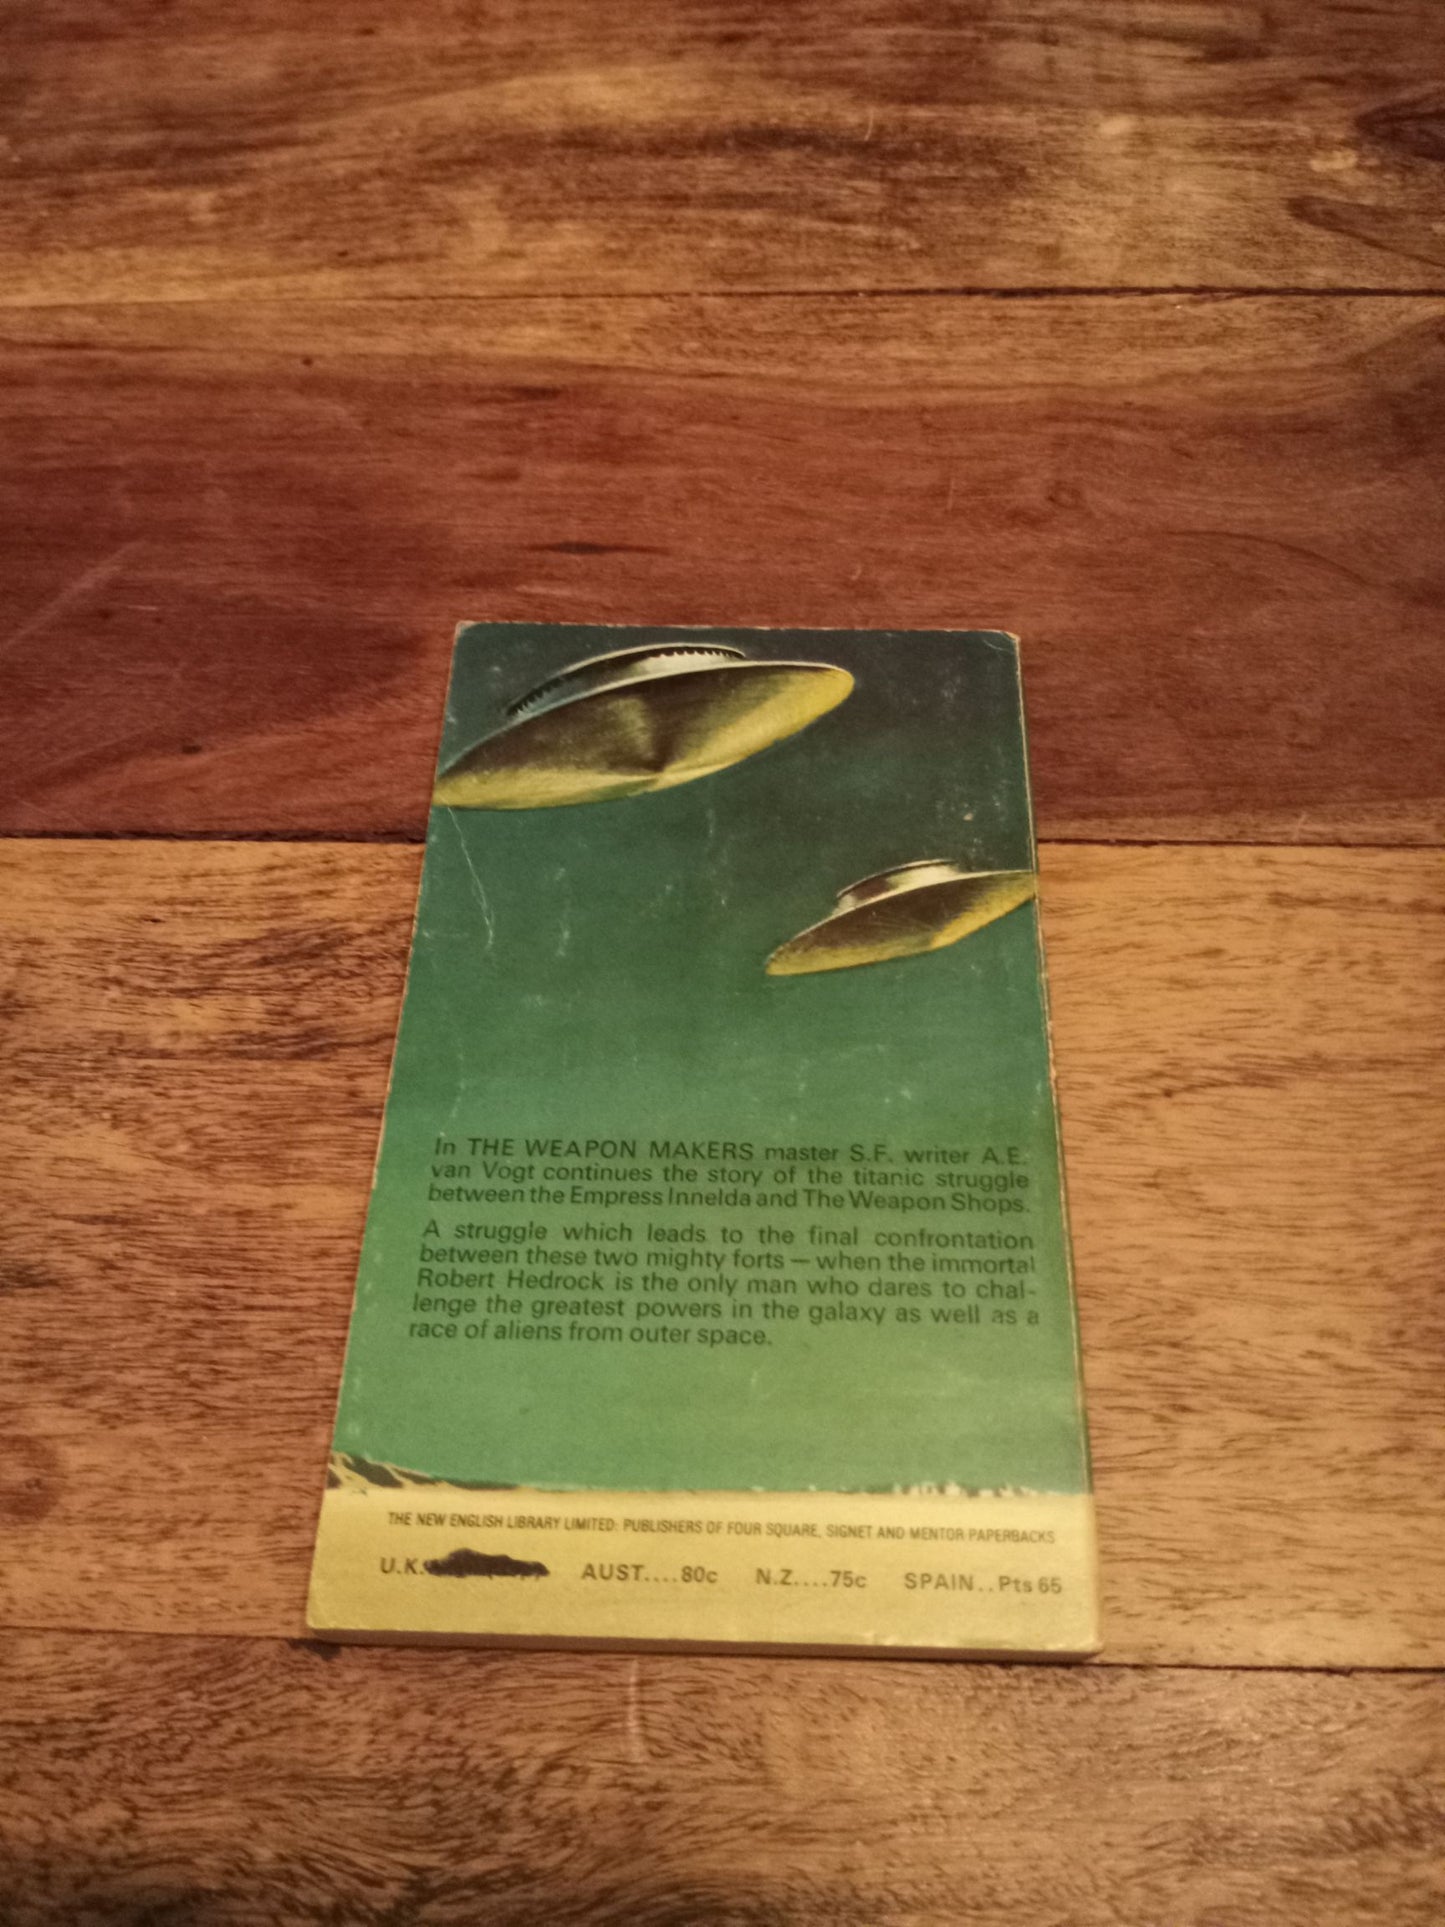 In THE WEAPON MAKERS master S.F. writer A.E.
van Vogt continues the story of the titanic struggle
between the Empress Innelda and The Weapon Shops.
A struggle which leads to the final confrontation
between these two mighty forts — when the immortal
Robert Hedrock is the only man who dares to chal-
lenge the greatest powers in the galaxy as well as a
race of aliens from outer space.
THE NEW ENGLISH LIBRARY LIMITED: PUBLISHERS OF FOUR SQUARE, SIGNET AND MENTOR PAPERBACKS
U.K. AUST....80c N.Z....75c SPAIN..Pts 65